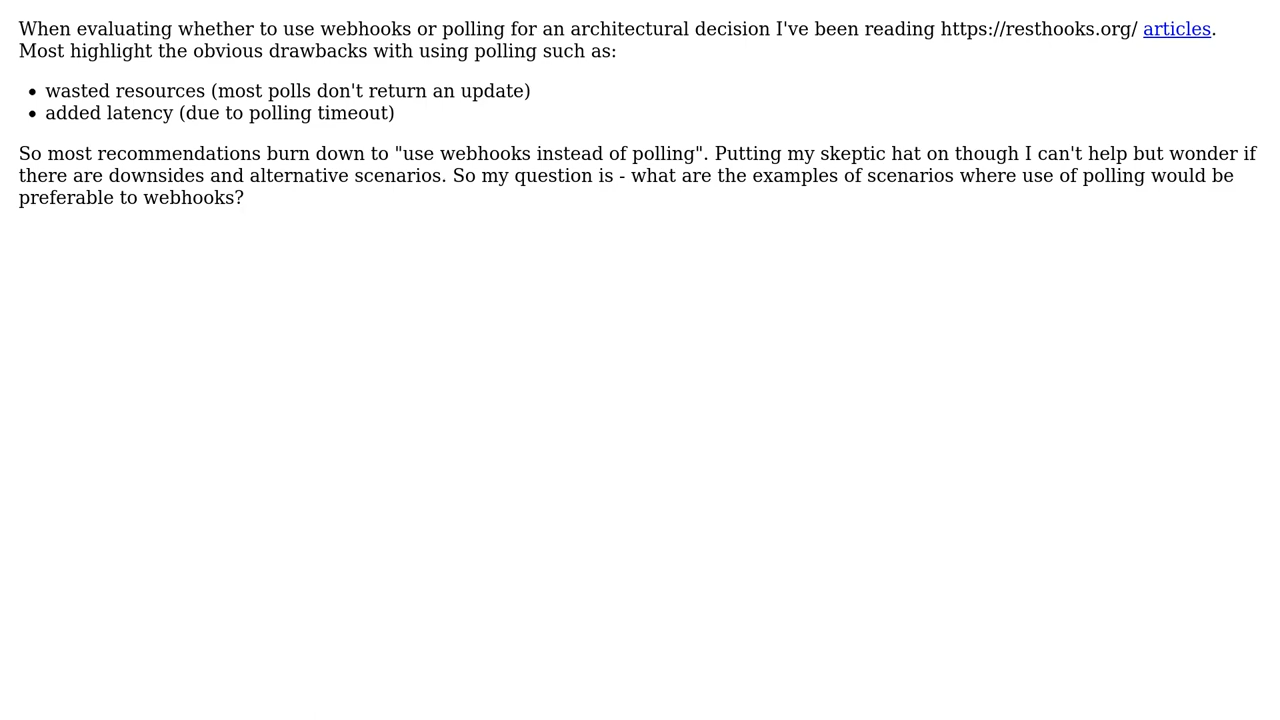 When evaluating whether to use webhooks or polling for an architectural decision I've been reading https://resthooks.org/ articles.
Most highlight the obvious drawbacks with using polling such as:
• wasted resources (most polls don't return an update)
• added latency (due to polling timeout)
So most recommendations burn down to "use webhooks instead of polling". Putting my skeptic hat on though I can't help but wonder if
there are downsides and alternative scenarios. So my question is - what are the examples of scenarios where use of polling would be
preferable to webhooks?